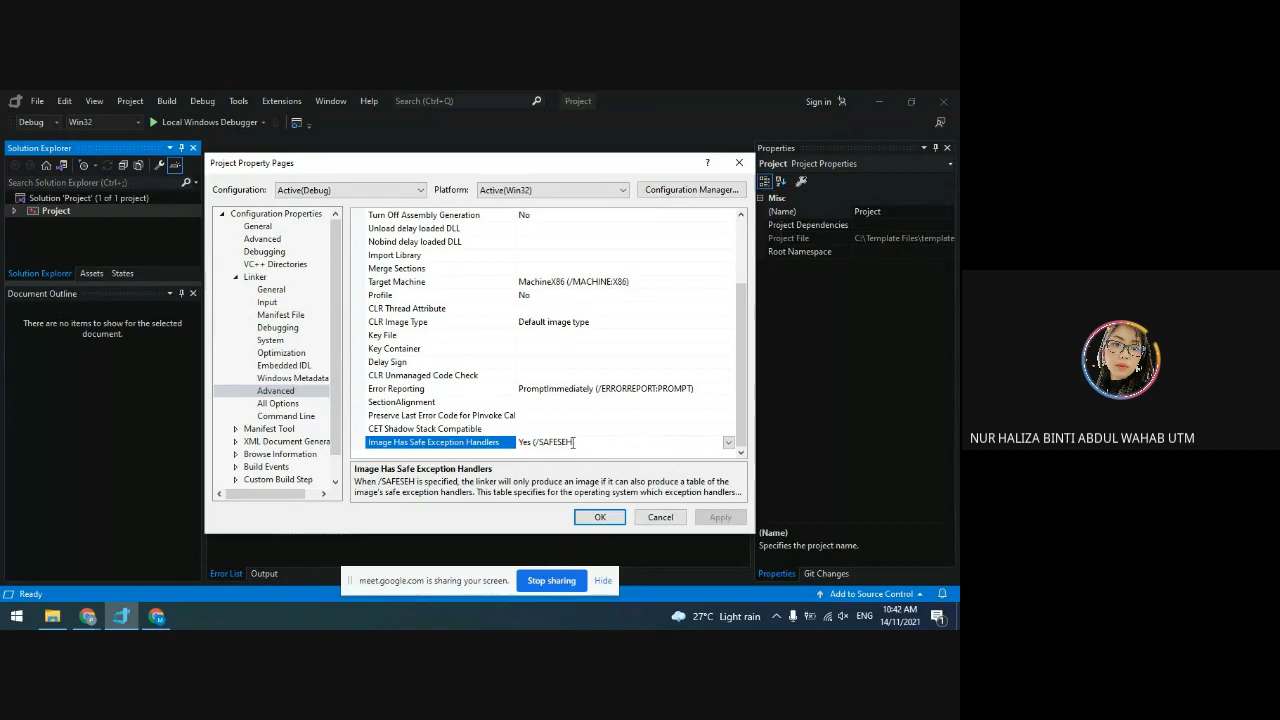 File Edit View Project Build Debug Tools Extensions Window Help Search (Ctrl+Q) Project Sign in
Debug Win32 Local Windows Debugger
Solution Explorer
Search Solution Explorer (Ctrl+;)
Solution 'Project' (1 of 1 project)
Project
Solution Explorer Assets States
Document Outline
There are no items to show for the selected
document.
Project Property Pages
?
Configuration: Active(Debug) Platform: Active(Win32) Configuration Manager...
Configuration Properties
General
Advanced
Debugging
VC++ Directories
Linker
General
Input
Manifest File
Debugging
System
Optimization
Embedded IDL
Windows Metadata
Advanced
All Options
Command Line
Manifest Tool
XML Document Genera
Browse Information
Build Events
Custom Build Step
Turn Off Assembly Generation No
Unload delay loaded DLL
Nobind delay loaded DLL
Import Library
Merge Sections
Target Machine MachineX86 (/MACHINE:X86)
Profile No
CLR Thread Attribute
CLR Image Type Default image type
Key File
Key Container
Delay Sign
CLR Unmanaged Code Check
Error Reporting PromptImmediately (/ERRORREPORT:PROMPT)
SectionAlignment
Preserve Last Error Code for PInvoke Cal
CET Shadow Stack Compatible
Image Has Safe Exception Handlers Yes (/SAFESEH)
Image Has Safe Exception Handlers
When /SAFESEH is specified, the linker will only produce an image if it can also produce a table of the
image's safe exception handlers. This table specifies for the operating system which exception handlers...
OK Cancel Apply
Properties
Project Project Properties
Misc
(Name) Project
Project Dependencies
Project File C:\Template Files\template
Root Namespace
(Name)
Specifies the project name.
Error List Output
Properties Git Changes
meet.google.com is sharing your screen. Stop sharing Hide
Ready Add to Source Control
27°C Light rain ENG 10:42 AM
14/11/2021
1
NUR HALIZA BINTI ABDUL WAHAB UTM